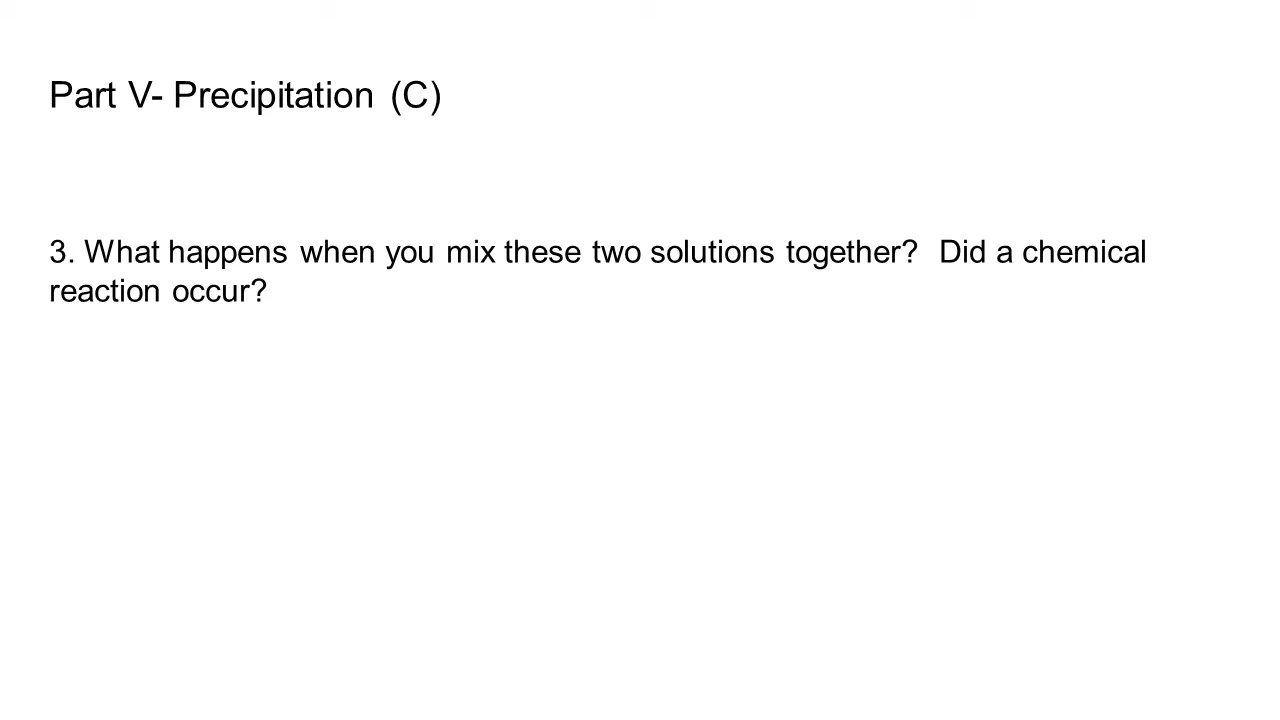 Part V- Precipitation (C)
3. What happens when you mix these two solutions together?  Did a chemical
reaction occur?